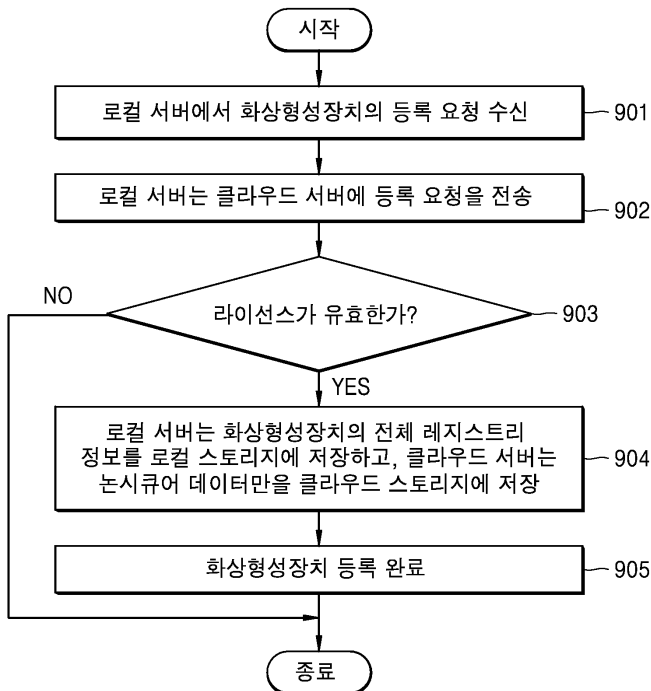 시작
로컬 서버에서 화상형성장치의 등록 요청 수신
901
로컬 서버는 클라우드 서버에 등록 요청을 전송
902
NO
라이선스가 유효한가?
903
YES
로컬 서버는 화상형성장치의 전체 레지스트리
정보를 로컬 스토리지에 저장하고, 클라우드 서버는
논시큐어 데이터만을 클라우드 스토리지에 저장
904
화상형성장치 등록 완료
905
종료